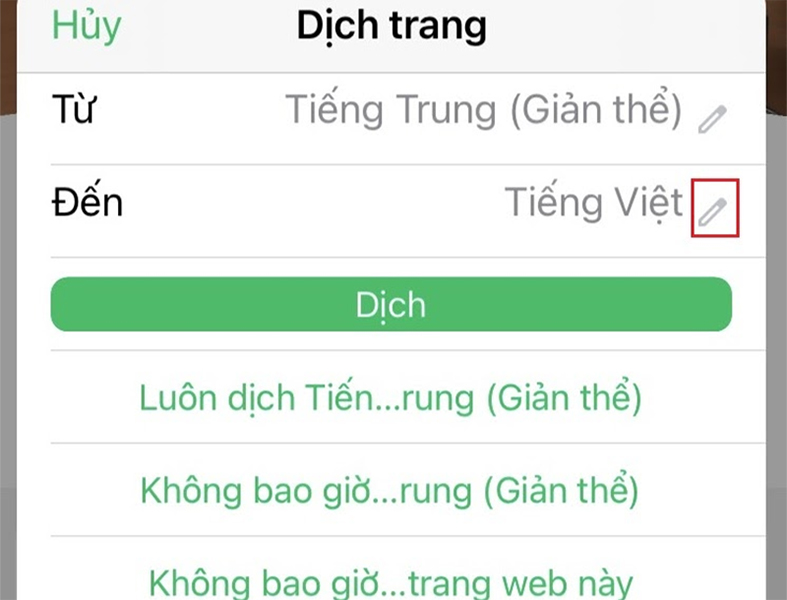 Hủy
Dịch trang
Từ
Tiếng Trung (Giản thể)
Đến
Tiếng Việt
Dịch
Luôn dịch Tiến...rung (Giản thể)
Không bao giờ...rung (Giản thể)
Không bao giờ...trang web này